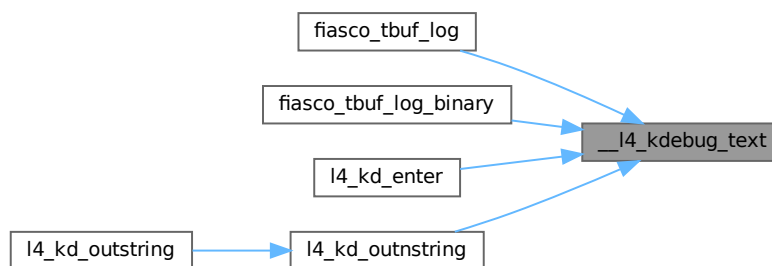 fiasco_tbuf_log
fiasco_tbuf_log_binary
__l4_kdebug_text
l4_kd_enter
l4_kd_outstring
l4_kd_outnstring